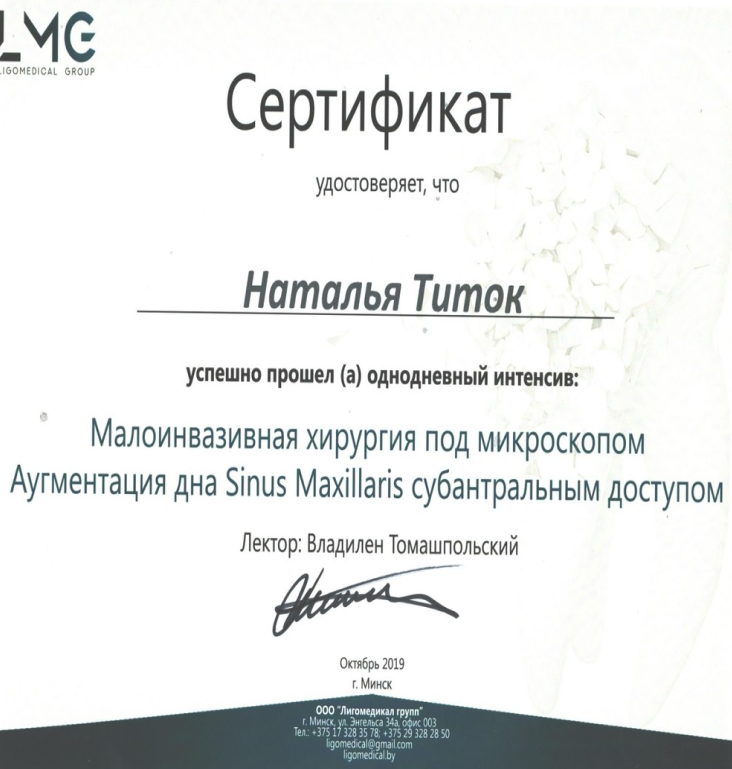 LMG
LIGOMEDICAL GROUP
Сертификат
удостоверяет, что
Наталья Титок
успешно прошел (а) однодневный интенсив:
Малоинвазивная хирургия под микроскопом
Аугментация дна Sinus Maxillaris субантральным доступом
Лектор: Владилен Томашпольский
Октябрь 2019
г. Минск
ООО "Лигомедикал групп"
г. Минск, ул. Энгельса 34а, офис 003
Тел.: +375 17 328 35 78; +375 29 328 28 50
ligomedical@gmail.com
ligomedical.by